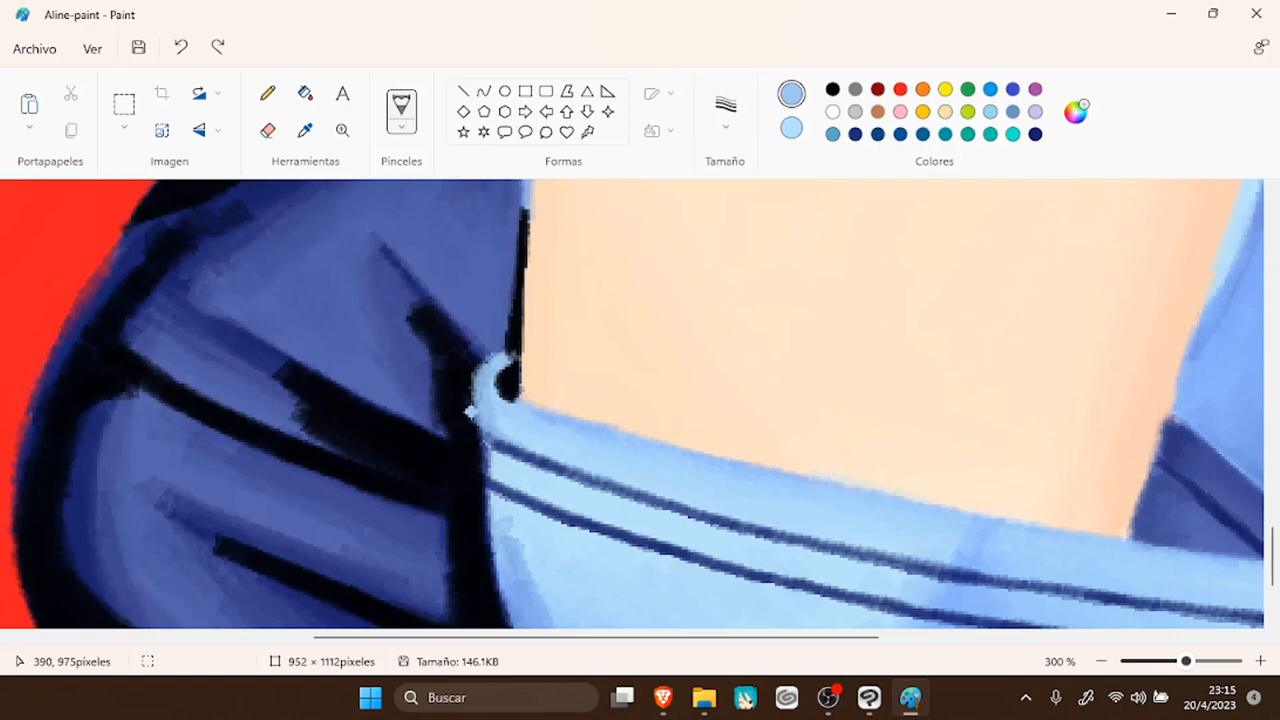 Aline-paint - Paint
Archivo Ver
Portapapeles Imagen Herramientas Pinceles Formas Tamaño Colores
390, 975píxeles 952 × 1112píxeles Tamaño: 146.1KB 300 %
Buscar
23:15
20/4/2023
4